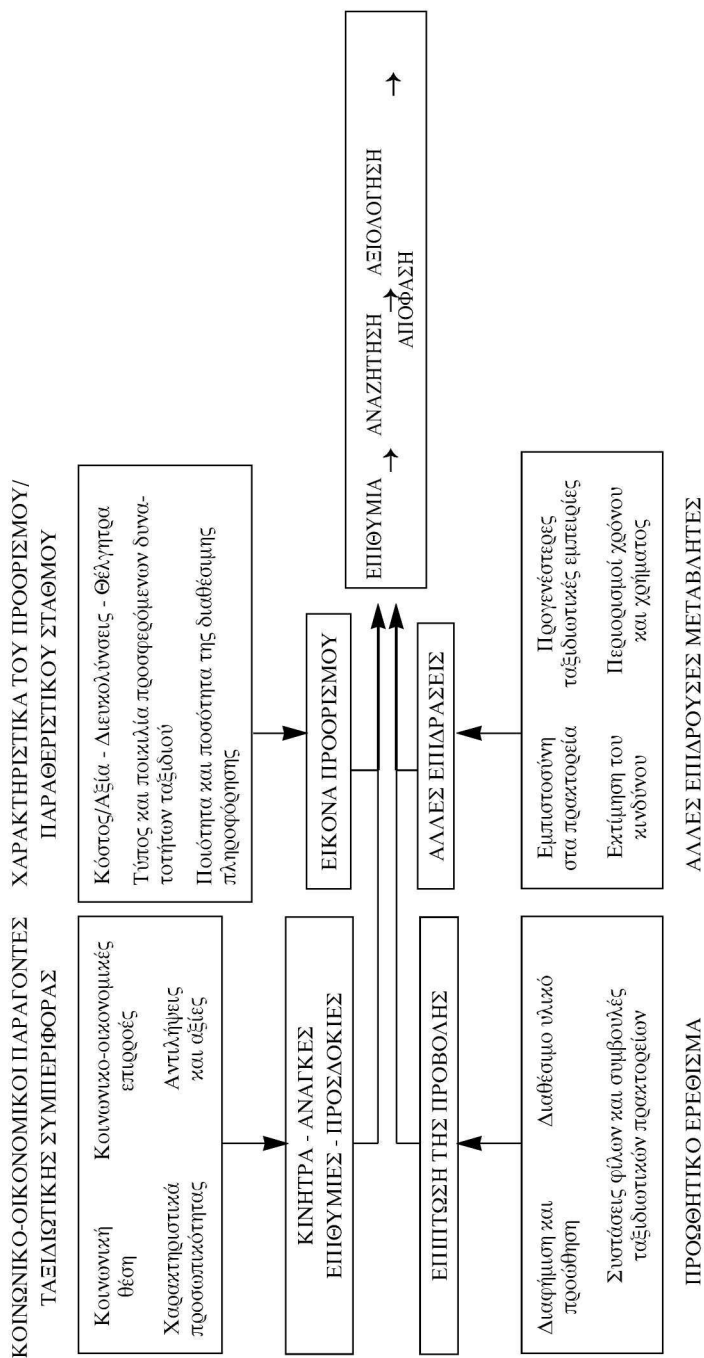 ΚΟΙΝΩΝΙΚΟ-ΟΙΚΟΝΟΜΙΚΟΙ ΠΑΡΑΓΟΝΤΕΣ
ΤΑΞΙΔΙΩΤΙΚΗΣ ΣΥΜΠΕΡΙΦΟΡΑΣ
Κοινωνική
θέση
Κοινωνικο-οικονομικές
επιρροές
Χαρακτηριστικά
προσωπικότητας
Αντιλήψεις
και αξίες
ΧΑΡΑΚΤΗΡΙΣΤΙΚΑ ΤΟΥ ΠΡΟΟΡΙΣΜΟΥ/
ΠΑΡΑΘΕΡΙΣΤΙΚΟΥ ΣΤΑΘΜΟΥ
Κόστος/Αξία - Διευκολύνσεις - Θέλγητρα
Τύπος και ποικιλία προσφερόμενων δυνα-
τοτήτων ταξιδιού
Ποιότητα και ποσότητα της διαθέσιμης
πληροφόρησης
ΚΙΝΗΤΡΑ - ΑΝΑΓΚΕΣ
ΕΠΙΘΥΜΙΕΣ - ΠΡΟΣΔΟΚΙΕΣ
ΕΙΚΟΝΑ ΠΡΟΟΡΙΣΜΟΥ
ΕΠΙΘΥΜΙΑ → ΑΝΑΖΗΤΗΣΗ → ΑΞΙΟΛΟΓΗΣΗ →
ΑΠΟΦΑΣΗ
ΕΠΙΠΤΩΣΗ ΤΗΣ ΠΡΟΒΟΛΗΣ
ΑΛΛΕΣ ΕΠΙΔΡΑΣΕΙΣ
Διαφήμιση και
προώθηση
Διαθέσιμο υλικό
Συστάσεις φίλων και συμβουλές
ταξιδιωτικών πρακτορείων
ΠΡΟΩΘΗΤΙΚΟ ΕΡΕΘΙΣΜΑ
Εμπιστοσύνη
στα πρακτορεία
Προγενέστερες
ταξιδιωτικές εμπειρίες
Εκτίμηση του
κινδύνου
Περιορισμοί χρόνου
και χρήματος
ΑΛΛΕΣ ΕΠΙΔΡΟΥΣΕΣ ΜΕΤΑΒΛΗΤΕΣ